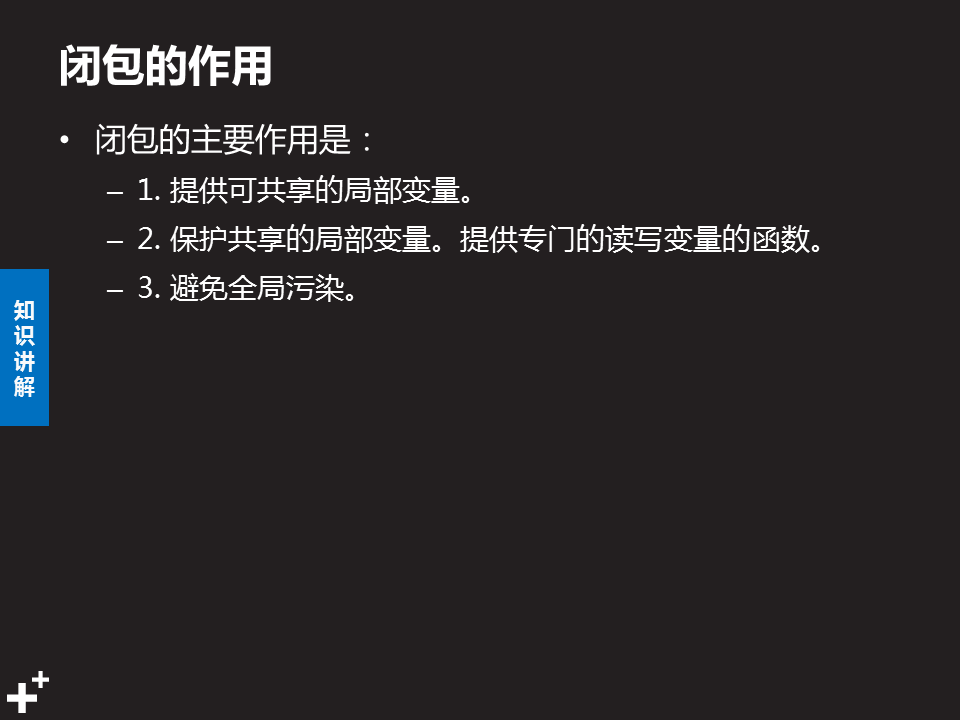 闭包的作用
• 闭包的主要作用是：
– 1. 提供可共享的局部变量。
– 2. 保护共享的局部变量。提供专门的读写变量的函数。
– 3. 避免全局污染。
知
识
讲
解